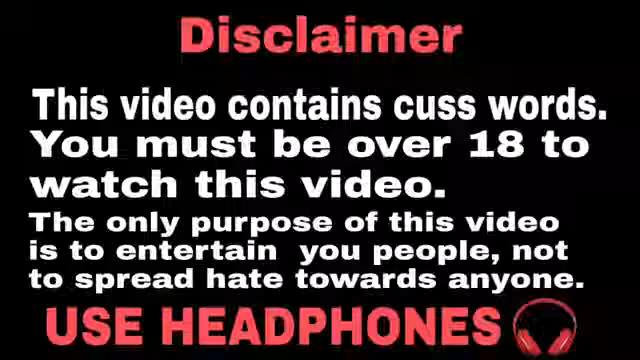 Disclaimer
This video contains cuss words.
You must be over 18 to
watch this video.
The only purpose of this video
is to entertain you people, not
to spread hate towards anyone.
USE HEADPHONES